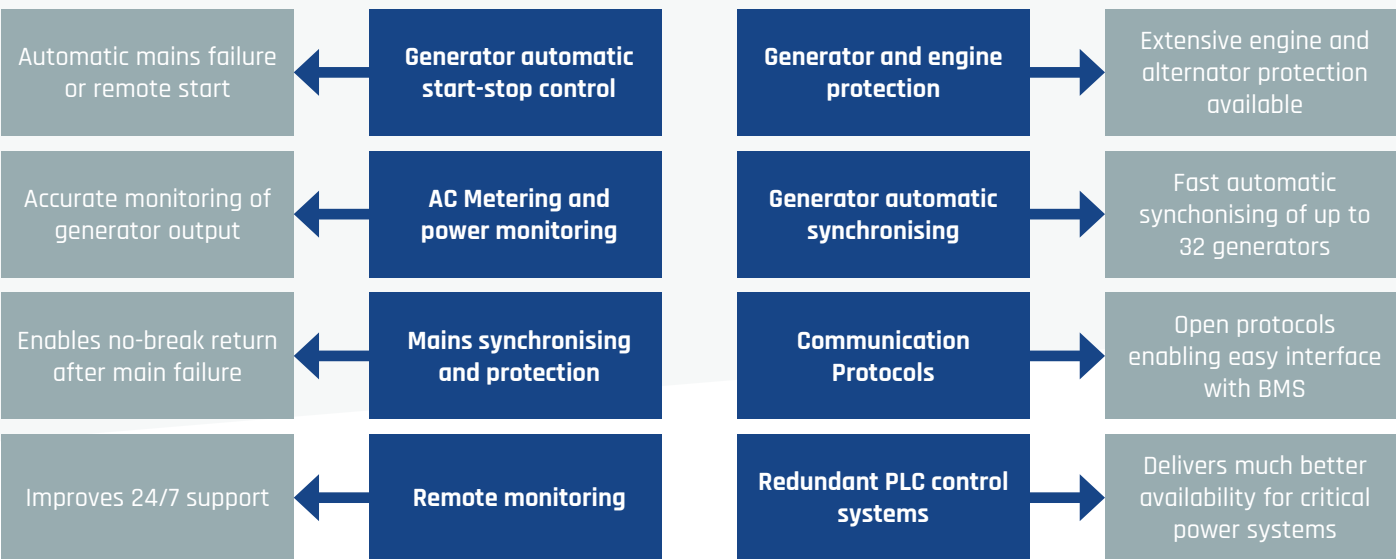 Automatic mains failure
or remote start
Generator automatic
start-stop control
Generator and engine
protection
Extensive engine and
alternator protection
available
Accurate monitoring of
generator output
AC Metering and
power monitoring
Generator automatic
synchronising
Fast automatic
synchonising of up to
32 generators
Enables no-break return
after main failure
Mains synchronising
and protection
Communication
Protocols
Open protocols
enabling easy interface
with BMS
Improves 24/7 support
Remote monitoring
Redundant PLC control
systems
Delivers much better
availability for critical
power systems